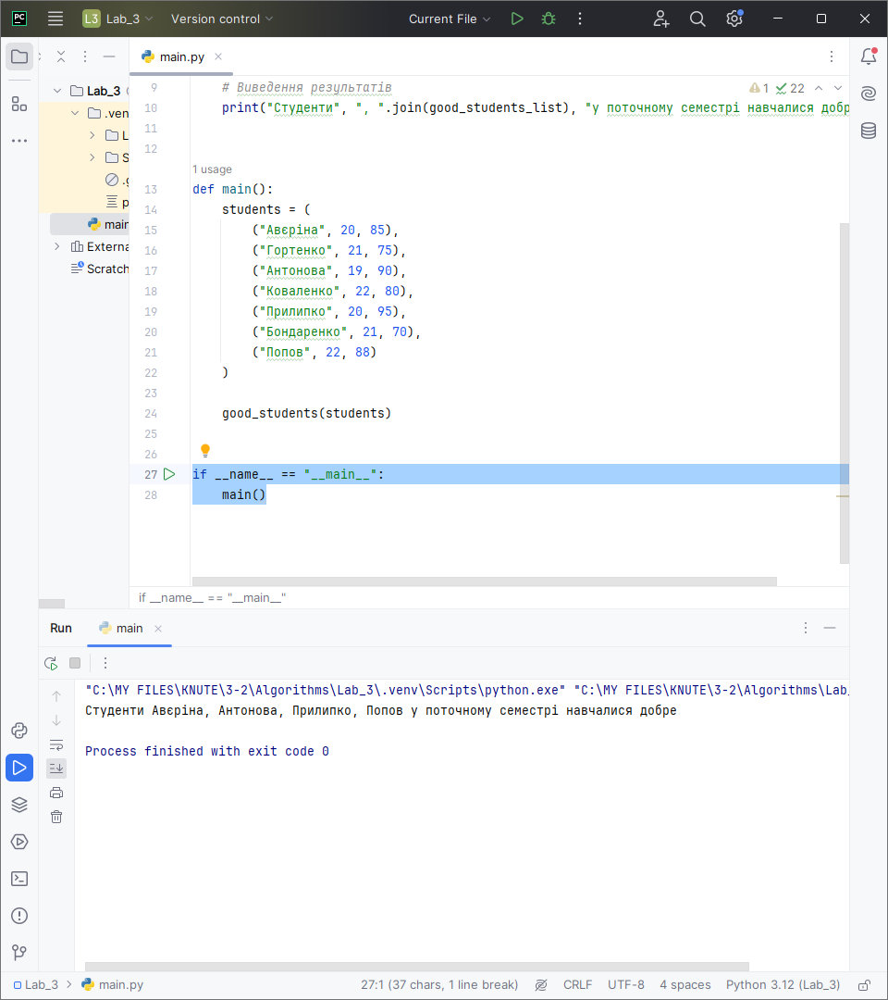 PC L3 Lab_3 Version control Current File
main.py
Lab_3
.venv
main
Externa
Scratch
1 22
9 # Виведення результатів
10 print("Студенти", ", ".join(good_students_list), "у поточному семестрі навчалися добр
11
12
1 usage
13 def main():
14 students = (
15 ("Авєріна", 20, 85),
16 ("Гортенко", 21, 75),
17 ("Антонова", 19, 90),
18 ("Коваленко", 22, 80),
19 ("Прилипко", 20, 95),
20 ("Бондаренко", 21, 70),
21 ("Попов", 22, 88)
22 )
23
24 good_students(students)
25
26
27 if __name__ == "__main__":
28 main()
if __name__ == "__main__"
Run main
"C:\MY FILES\KNUTE\3-2\Algorithms\Lab_3\.venv\Scripts\python.exe" "C:\MY FILES\KNUTE\3-2\Algorithms\Lab_
Студенти Авєріна, Антонова, Прилипко, Попов у поточному семестрі навчалися добре
Process finished with exit code 0
Lab_3 main.py 27:1 (37 chars, 1 line break) CRLF UTF-8 4 spaces Python 3.12 (Lab_3)